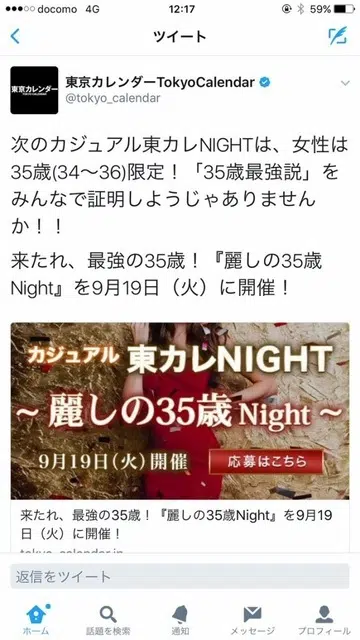 docomo 4G 12:17 59%
ツイート
東京カレンダー
TOKYO CALENDAR
東京カレンダーTokyoCalendar
@tokyo_calendar
次のカジュアル東カレNIGHTは、女性は
35歳(34〜36)限定！「35歳最強説」を
みんなで証明しようじゃありません
か！！
来たれ、最強の35歳！『麗しの35歳
Night』を9月19日（火）に開催！
カジュアル 東カレNIGHT
〜 麗しの35歳 Night 〜
9月19日(火)開催 応募はこちら
来たれ、最強の35歳！『麗しの35歳Night』を9月19
日（火）に開催！
tokyo_calendar.jp
返信をツイート
ホーム 話題を検索 通知 メッセージ プロフィール